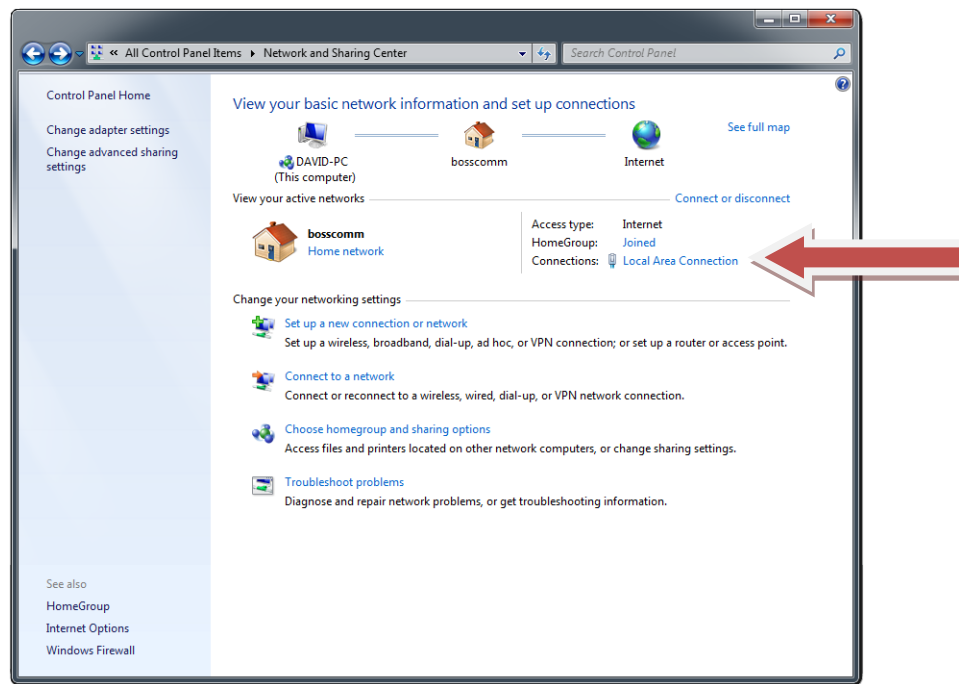 « All Control Panel Items ▸ Network and Sharing Center
Search Control Panel
Control Panel Home
Change adapter settings
Change advanced sharing
settings
See also
HomeGroup
Internet Options
Windows Firewall
View your basic network information and set up connections
See full map
DAVID-PC
(This computer)
bosscomm
Internet
View your active networks
Connect or disconnect
bosscomm
Home network
Access type: Internet
HomeGroup: Joined
Connections: Local Area Connection
Change your networking settings
Set up a new connection or network
Set up a wireless, broadband, dial-up, ad hoc, or VPN connection; or set up a router or access point.
Connect to a network
Connect or reconnect to a wireless, wired, dial-up, or VPN network connection.
Choose homegroup and sharing options
Access files and printers located on other network computers, or change sharing settings.
Troubleshoot problems
Diagnose and repair network problems, or get troubleshooting information.